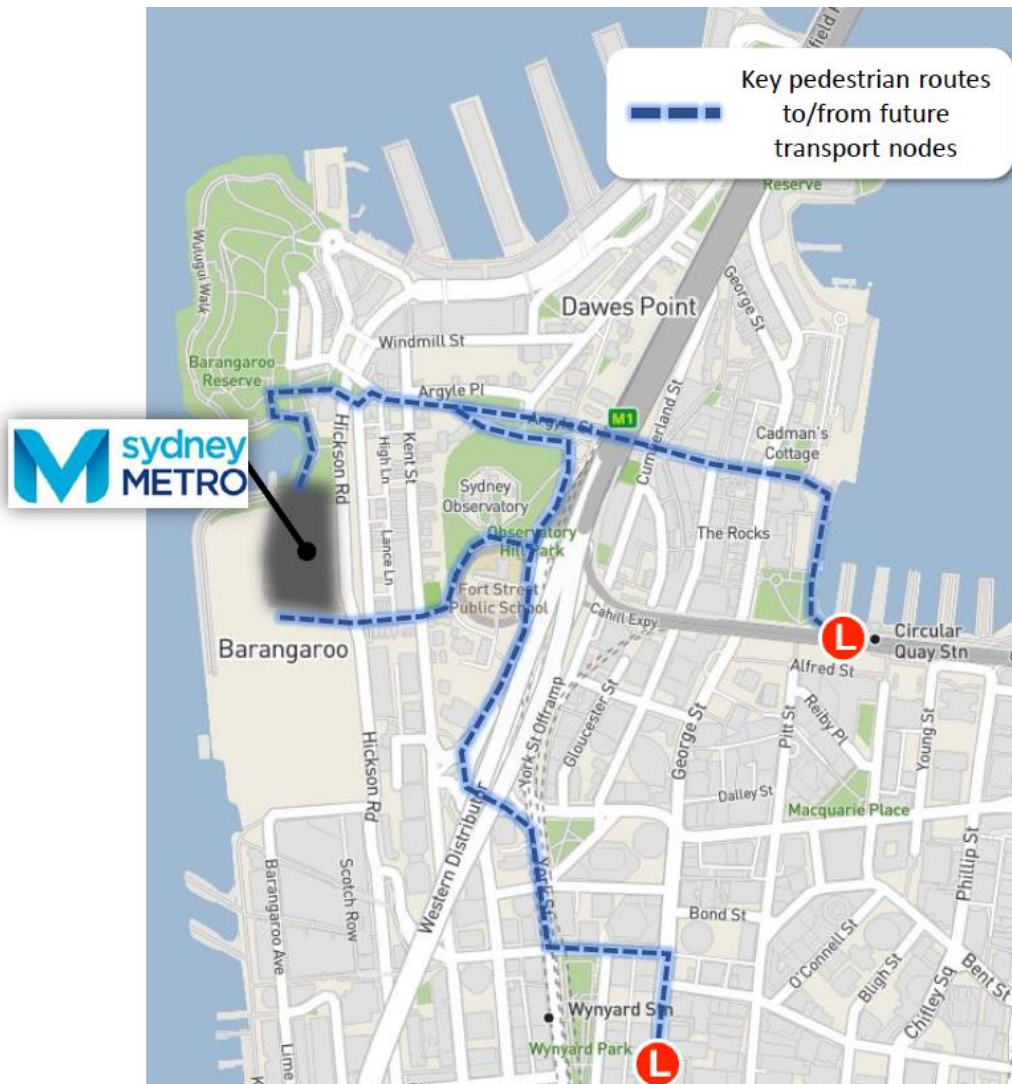 Key pedestrian routes
to/from future
transport nodes
Reserve
George St
Dawes Point
Wulugui Walk
Windmill St
Barangaroo
Reserve
Argyle Pl
Argyle St
M1
Cumberland St
Cadman's
Cottage
sydney
METRO
Hickson Rd
High Ln
Kent St
Sydney
Observatory
The Rocks
Observatory
Hill Park
Lance Ln
Fort Street
Public School
Cahill Expy
Barangaroo
L
Circular
Quay Stn
Alfred St
York St Offramp
Gloucester St
George St
Pitt St
Reiby Pl
Young St
Hickson Rd
Dalley St
Macquarie Place
Western Distributor
Phillip St
Barangaroo Ave
Scotch Row
York St
Bond St
O'Connell St
Bligh St
Chifley Sq
Bent St
Wynyard Stn
Wynyard Park
L
Lime